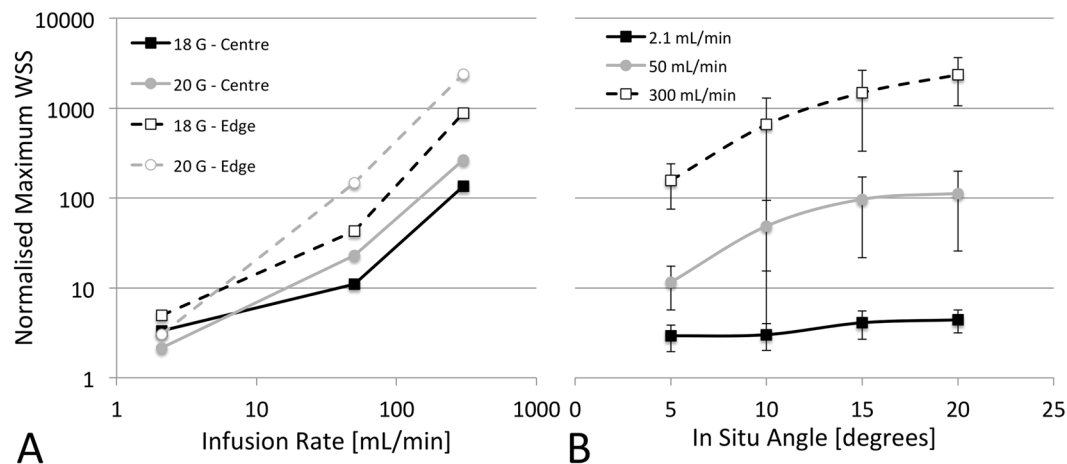 Normalised Maximum WSS
10000
1000
100
10
1
18 G - Centre
20 G - Centre
18 G - Edge
20 G - Edge
1 10 100 1000
Infusion Rate [mL/min]
A
2.1 mL/min
50 mL/min
300 mL/min
0 5 10 15 20 25
In Situ Angle [degrees]
B